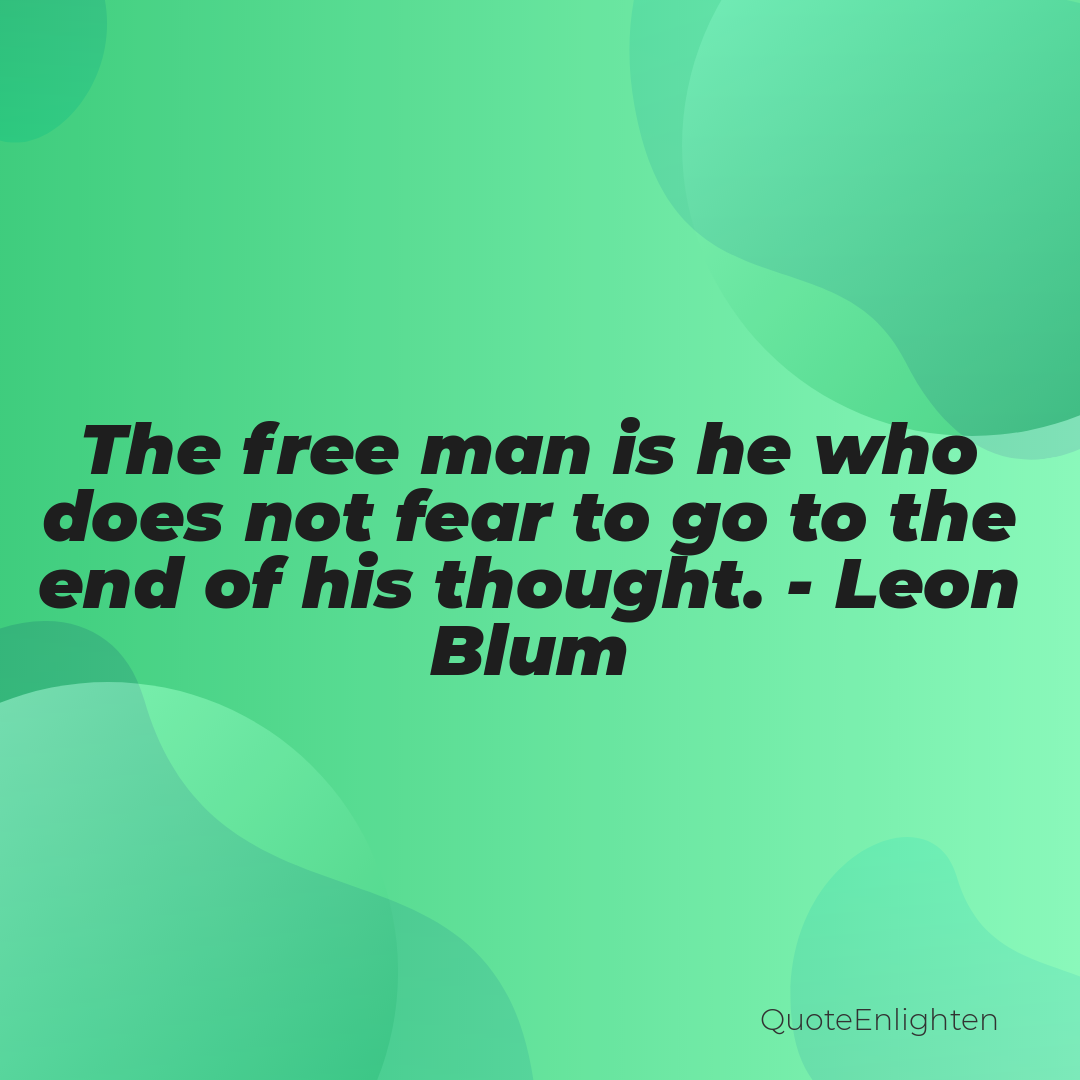 The free man is he who
does not fear to go to the
end of his thought. - Leon
Blum
QuoteEnlighten